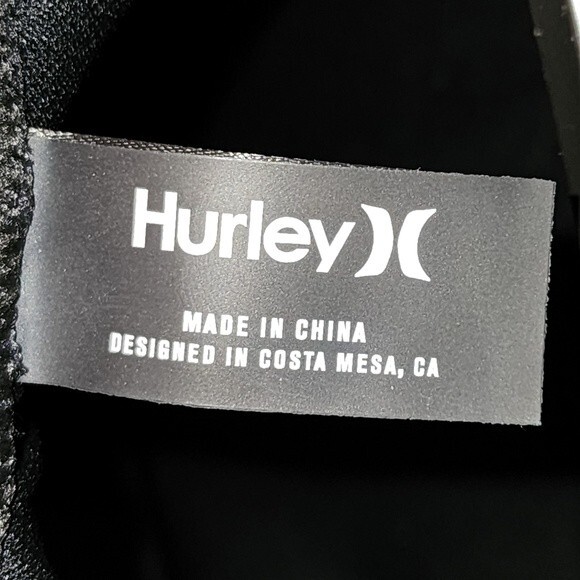 Hurley
MADE IN CHINA
DESIGNED IN COSTA MESA, CA